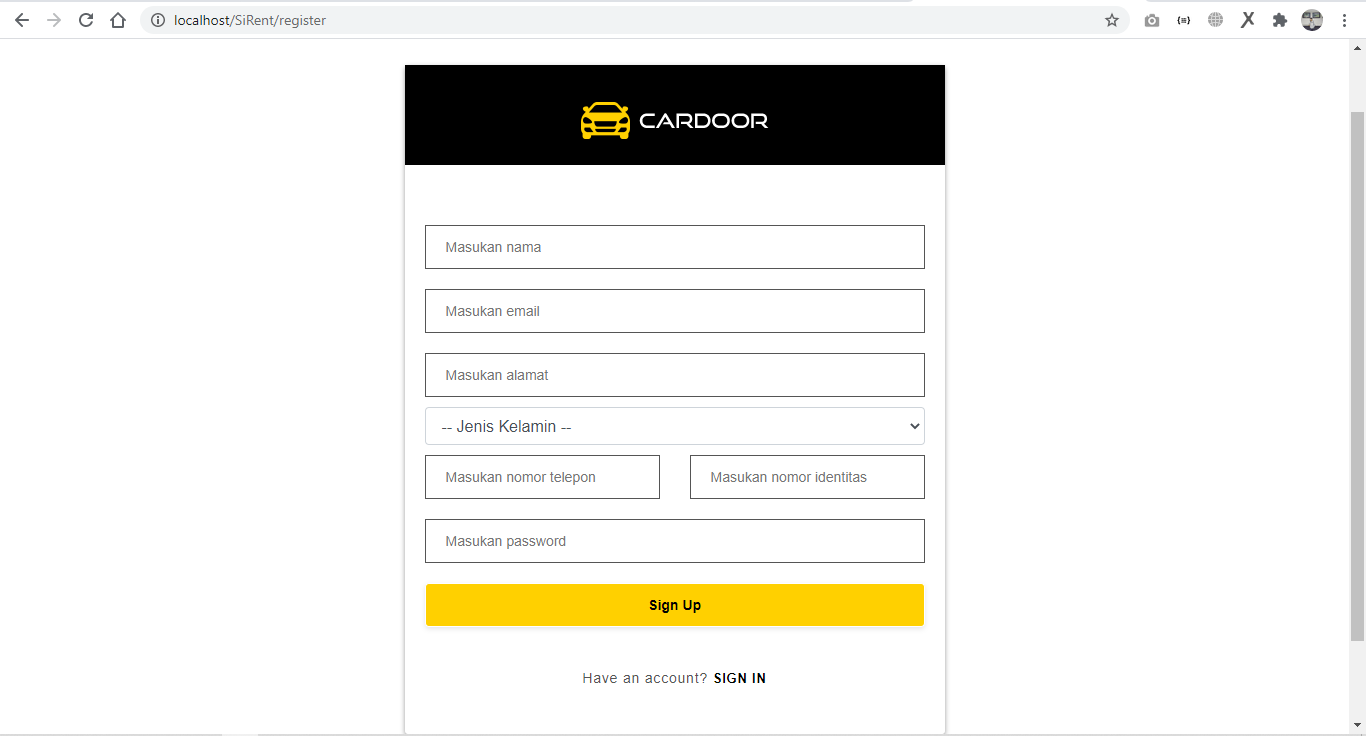 localhost/SiRent/register
CARDOOR
Masukan nama
Masukan email
Masukan alamat
-- Jenis Kelamin --
Masukan nomor telepon Masukan nomor identitas
Masukan password
Sign Up
Have an account? SIGN IN